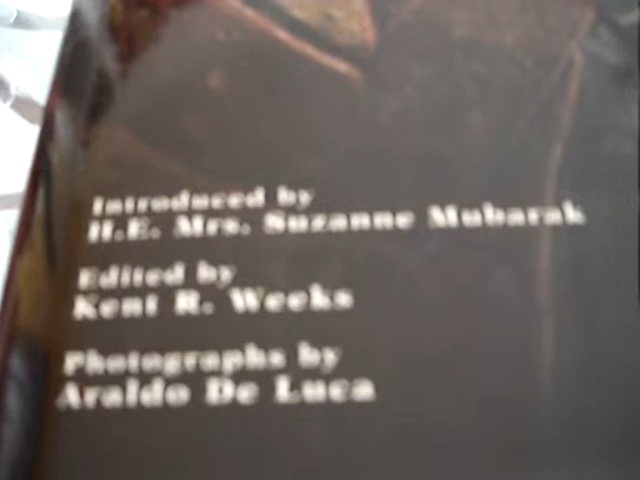 Introduced by
H.E. Mrs. Suzanne Mubarak
Edited by
Kent R. Weeks
Photographs by
Araldo De Luca